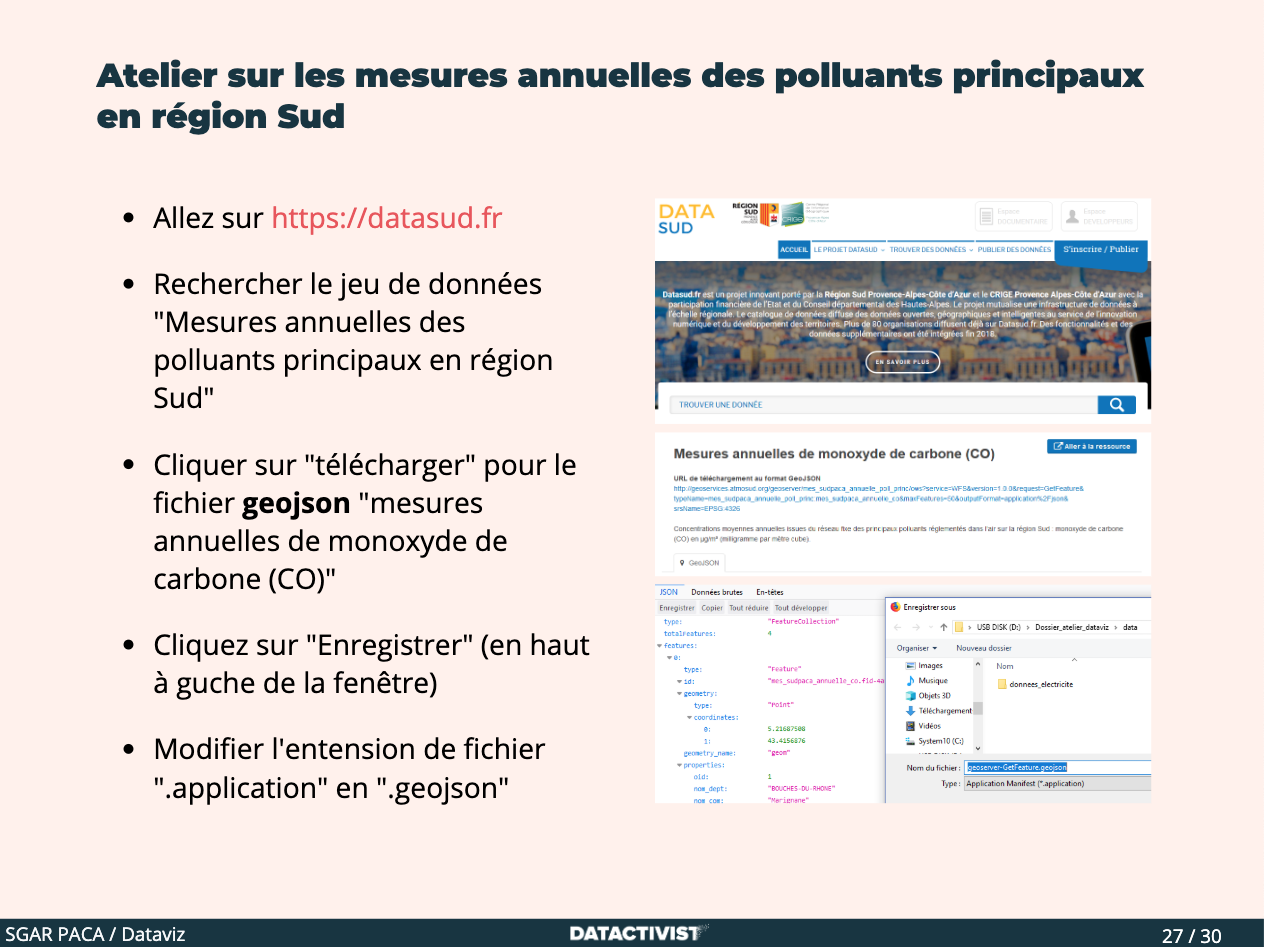 Atelier sur les mesures annuelles des polluants principaux
en région Sud
Allez sur https://datasud.fr
Rechercher le jeu de données
"Mesures annuelles des
polluants principaux en région
Sud"
Cliquer sur "télécharger" pour le
fichier geojson "mesures
annuelles de monoxyde de
carbone (CO)"
Cliquez sur "Enregistrer" (en haut
à guche de la fenêtre)
Modifier l'entension de fichier
".application" en ".geojson"
DATA
SUD
RÉGION
SUD
CRIGE
Espace
DOCUMENTAIRE
Espace
DEVELOPPEURS
ACCUEIL LE PROJET DATASUD TROUVER DES DONNÉES PUBLIER DES DONNÉES S'inscrire / Publier
Datasud.fr est un projet innovant porté par la Région Sud Provence-Alpes-Côte d'Azur et le CRIGE Provence Alpes-Côte d'Azur avec la
participation financière de l'Etat et du Conseil départemental des Hautes-Alpes. Le projet mutualise une infrastructure de données à
l'échelle régionale. Le catalogue de données diffuse des données ouvertes, géographiques et intelligentes au service de l'innovation
numérique et du développement des territoires. Plus de 80 organisations diffusent déjà sur Datasud.fr. Des fonctionnalités et des
données supplémentaires ont été intégrées fin 2018.
EN SAVOIR PLUS
TROUVER UNE DONNÉE
Aller à la ressource
Mesures annuelles de monoxyde de carbone (CO)
URL de téléchargement au format GeoJSON
http://geoservices.atmosud.org/geoserver/mes_sudpaca_annuelle_poll_princ/ows?service=WFS&version=1.0.0&request=GetFeature&
typeName=mes_sudpaca_annuelle_poll_princ:mes_sudpaca_annuelle_co&maxFeatures=50&outputFormat=application%2Fjson&
srsName=EPSG:4326
Concentrations moyennes annuelles issues du réseau fixe des principaux polluants réglementés dans l'air sur la région Sud : monoxyde de carbone
(CO) en µg/m³ (miligramme par mètre cube).
GeoJSON
JSON Données brutes En-têtes
Enregistrer Copier Tout réduire Tout développer
type: "FeatureCollection"
totalFeatures: 4
features:
0:
type: "Feature"
id: "mes_sudpaca_annuelle_co.fid-4a
geometry:
type: "Point"
coordinates:
0: 5.21687508
1: 43.4156876
geometry_name: "geom"
properties:
oid: 1
nom_dept: "BOUCHES-DU-RHONE"
nom_com: "Marignane"
Enregistrer sous
USB DISK (D:) > Dossier_atelier_dataviz > data
Organiser Nouveau dossier
Images
Musique
Objets 3D
Téléchargement
Vidéos
System10 (C:)
Nom
donnees_electricite
Nom du fichier : geoserver-GetFeature.geojson
Type : Application Manifest (*.application)
SGAR PACA / Dataviz
DATACTIVIST
27 / 30